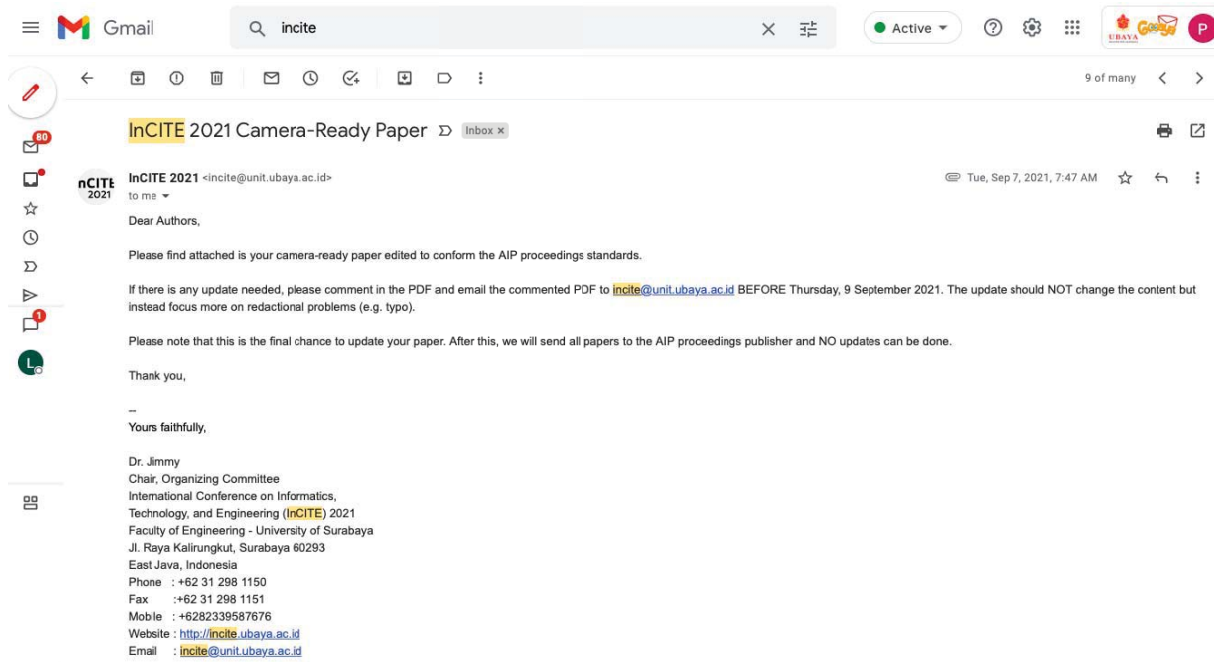 Gmail
incite
Active
UBAYA
P
9 of many
InCITE 2021 Camera-Ready Paper
Inbox ×
80
nCITE
2021
InCITE 2021 <incite@unit.ubaya.ac.id>
Tue, Sep 7, 2021, 7:47 AM
to me
Dear Authors,
Please find attached is your camera-ready paper edited to conform the AIP proceedings standards.
If there is any update needed, please comment in the PDF and email the commented PDF to incite@unit.ubaya.ac.id BEFORE Thursday, 9 September 2021. The update should NOT change the content but
instead focus more on redactional problems (e.g. typo).
1
Please note that this is the final chance to update your paper. After this, we will send all papers to the AIP proceedings publisher and NO updates can be done.
L
Thank you,
--
Yours faithfully,
Dr. Jimmy
Chair, Organizing Committee
International Conference on Informatics,
Technology, and Engineering (InCITE) 2021
Faculty of Engineering - University of Surabaya
Jl. Raya Kalirungkut, Surabaya 60293
East Java, Indonesia
Phone : +62 31 298 1150
Fax :+62 31 298 1151
Mobile : +6282339587676
Website : http://incite.ubaya.ac.id
Email : incite@unit.ubaya.ac.id